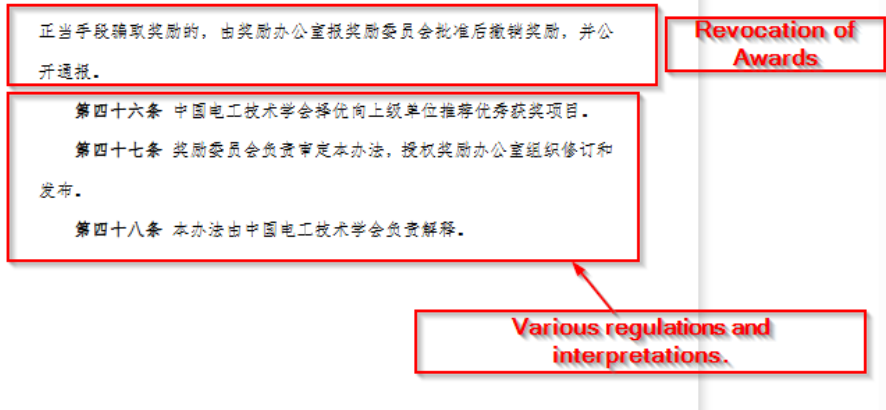 正当手段骗取奖励的，由奖励办公室报奖励委员会批准后撤销奖励，并公
开通报。
Revocation of
Awards
第四十六条 中国电工技术学会择优向上级单位推荐优秀获奖项目。
第四十七条 奖励委员会负责审定本办法，授权奖励办公室组织修订和
发布。
第四十八条 本办法由中国电工技术学会负责解释。
Various regulations and
interpretations.